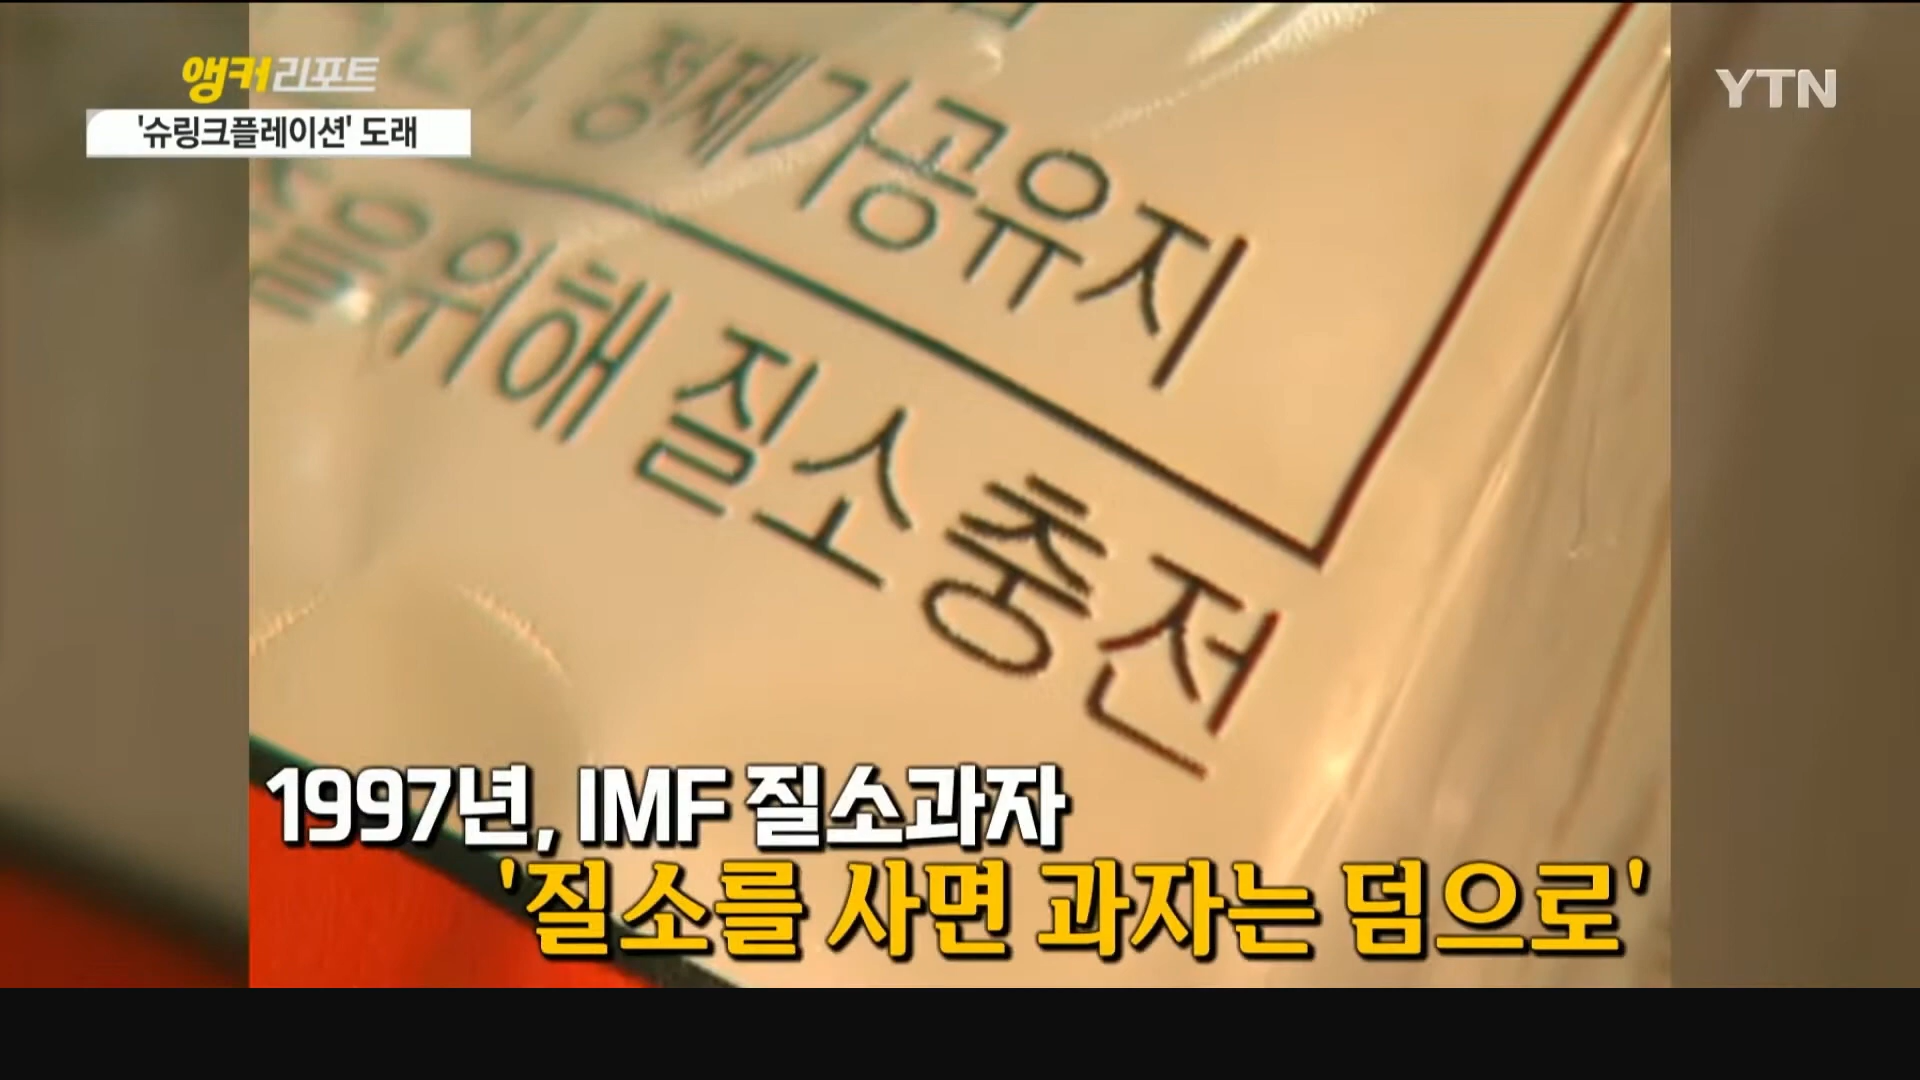 앵커리포트
YTN
'슈링크플레이션' 도래
정제가공유지
을위해 질소충전
1997년, IMF 질소과자
'질소를 사면 과자는 덤으로'